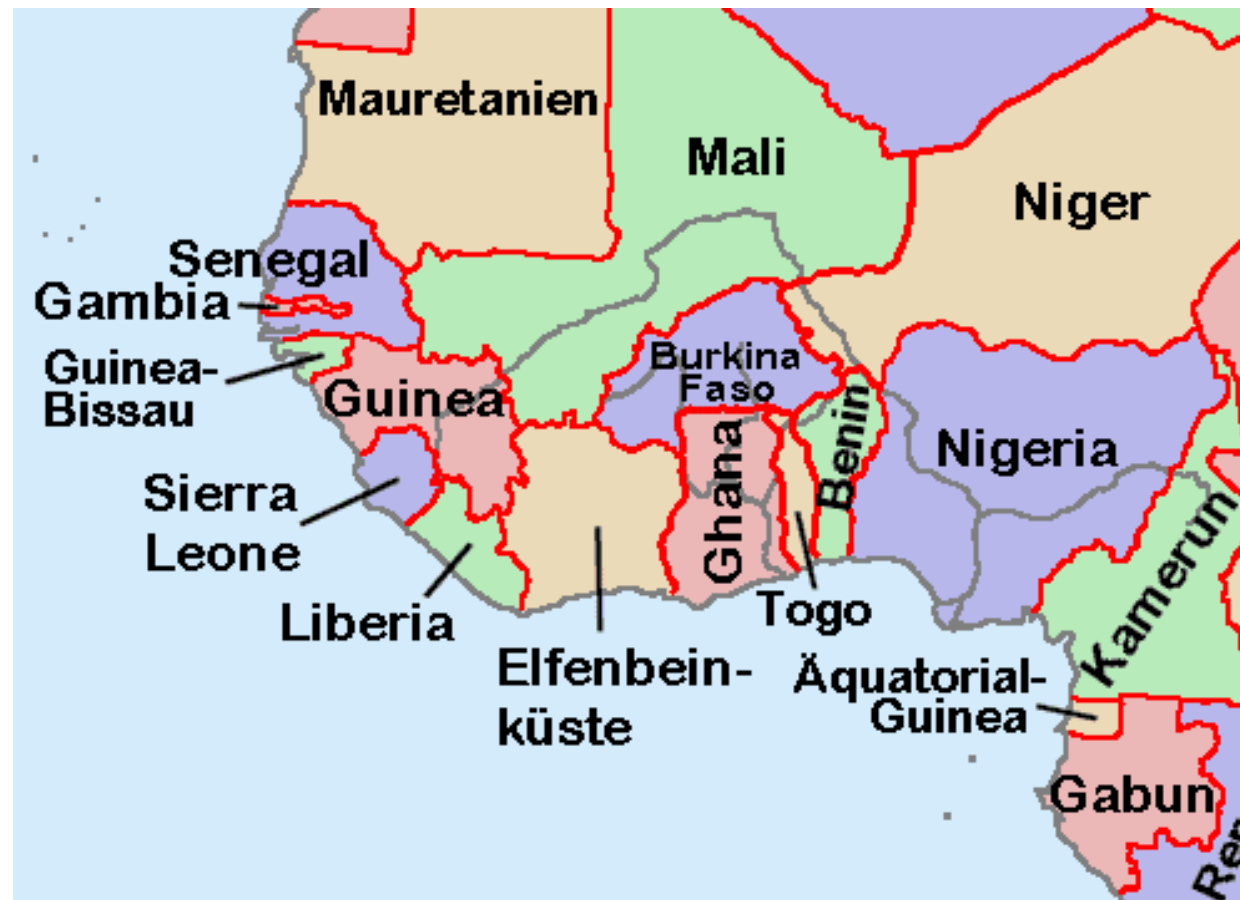 Mauretanien
Mali
Niger
Senegal
Gambia
Guinea-
Bissau
Guinea
Burkina
Faso
Benin
Nigeria
Ghana
Sierra
Leone
Liberia
Togo
Elfenbein-
küste
Kamerun
Äquatorial-
Guinea
Gabun
Rep